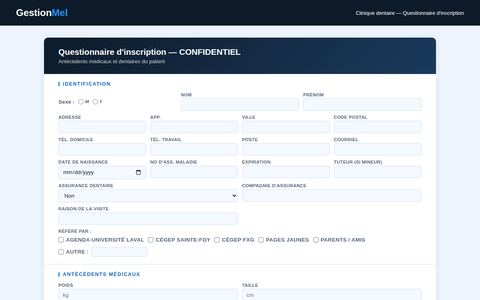 GestionMel
Clinique dentaire — Questionnaire d'inscription
Questionnaire d'inscription — CONFIDENTIEL
Antécédents médicaux et dentaires du patient
IDENTIFICATION
Sexe : M F NOM PRÉNOM
ADRESSE APP. VILLE CODE POSTAL
TÉL. DOMICILE TÉL. TRAVAIL POSTE COURRIEL
DATE DE NAISSANCE NO D'ASS. MALADIE EXPIRATION TUTEUR (SI MINEUR)
mm/dd/yyyy
ASSURANCE DENTAIRE COMPAGNIE D'ASSURANCE
Non
RAISON DE LA VISITE
RÉFÉRÉ PAR :
AGENDA UNIVERSITÉ LAVAL CÉGEP SAINTE-FOY CÉGEP FXG PAGES JAUNES PARENTS / AMIS
AUTRE :
ANTÉCÉDENTS MÉDICAUX
POIDS TAILLE
kg cm